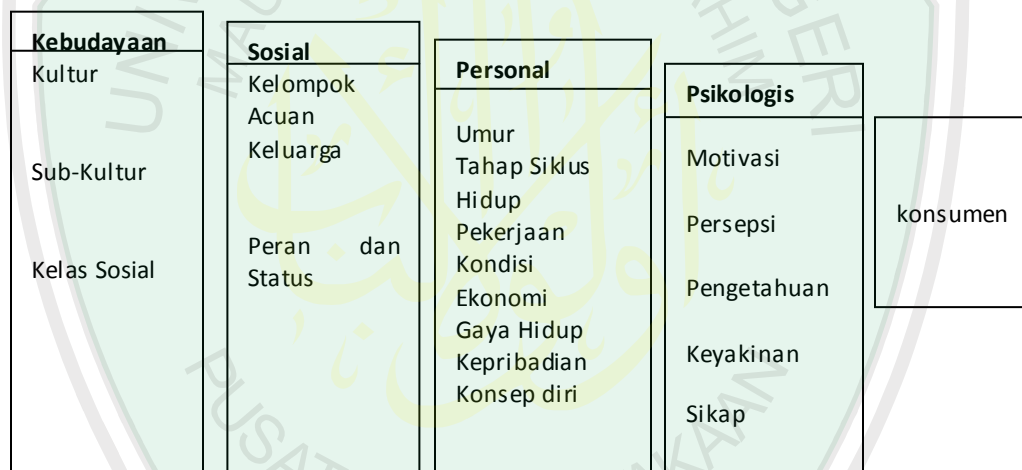 Kebudayaan
Kultur
Sub-Kultur
Kelas Sosial
Sosial
Kelompok
Acuan
Keluarga
Peran dan
Status
Personal
Umur
Tahap Siklus
Hidup
Pekerjaan
Kondisi
Ekonomi
Gaya Hidup
Kepribadian
Konsep diri
Psikologis
Motivasi
Persepsi
Pengetahuan
Keyakinan
Sikap
konsumen